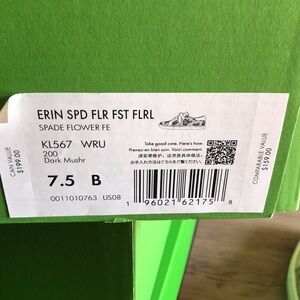 ERIN SPD FLR FST FLRL
SPADE FLOWER FE
KL567 WRU
200
Dark Mushr
7.5 B
0011010763 US08
Take good care. Here's how.
Prenez-en bien soin. Voici comment.
1 96021 62175 8
CAN VALUE
$199.00
COMPARABLE VALUE
$159.00